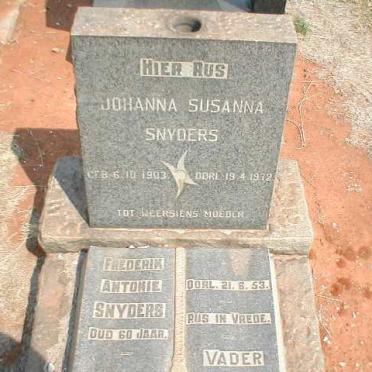 HIER RUS
JOHANNA SUSANNA
SNYDERS
GEB. 6.10 1903 OORL. 19.4.1972
TOT WEERSIENS MOEDER
FREDERIK
ANTONIE
SNYDERS
OUD 60 JAAR.
OORL. 21.6.53.
RUS IN VREDE.
VADER